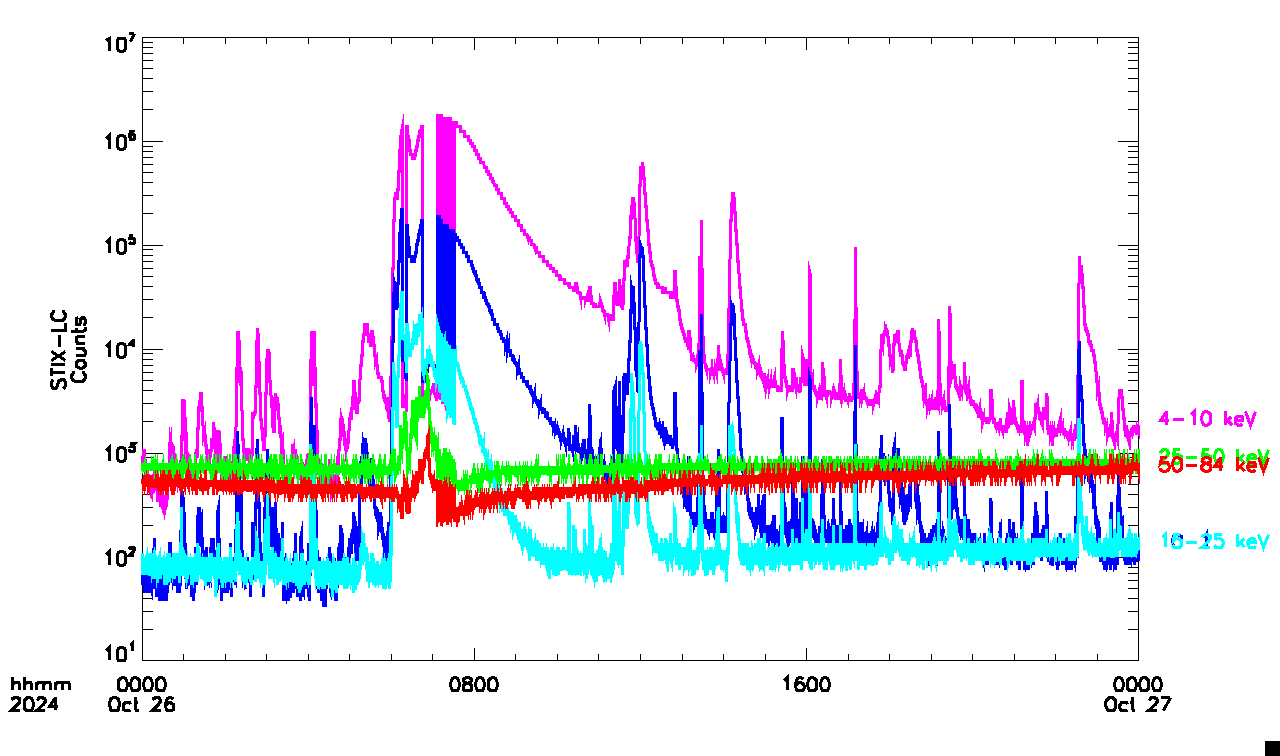 10⁷
10⁶
10⁵
10⁴
10³
10²
10¹
STIX-LC
Counts
4-10 keV
25-50 keV
50-84 keV
-25 keV
hhmm 0000 0800 1600 0000
2024 Oct 26 Oct 27